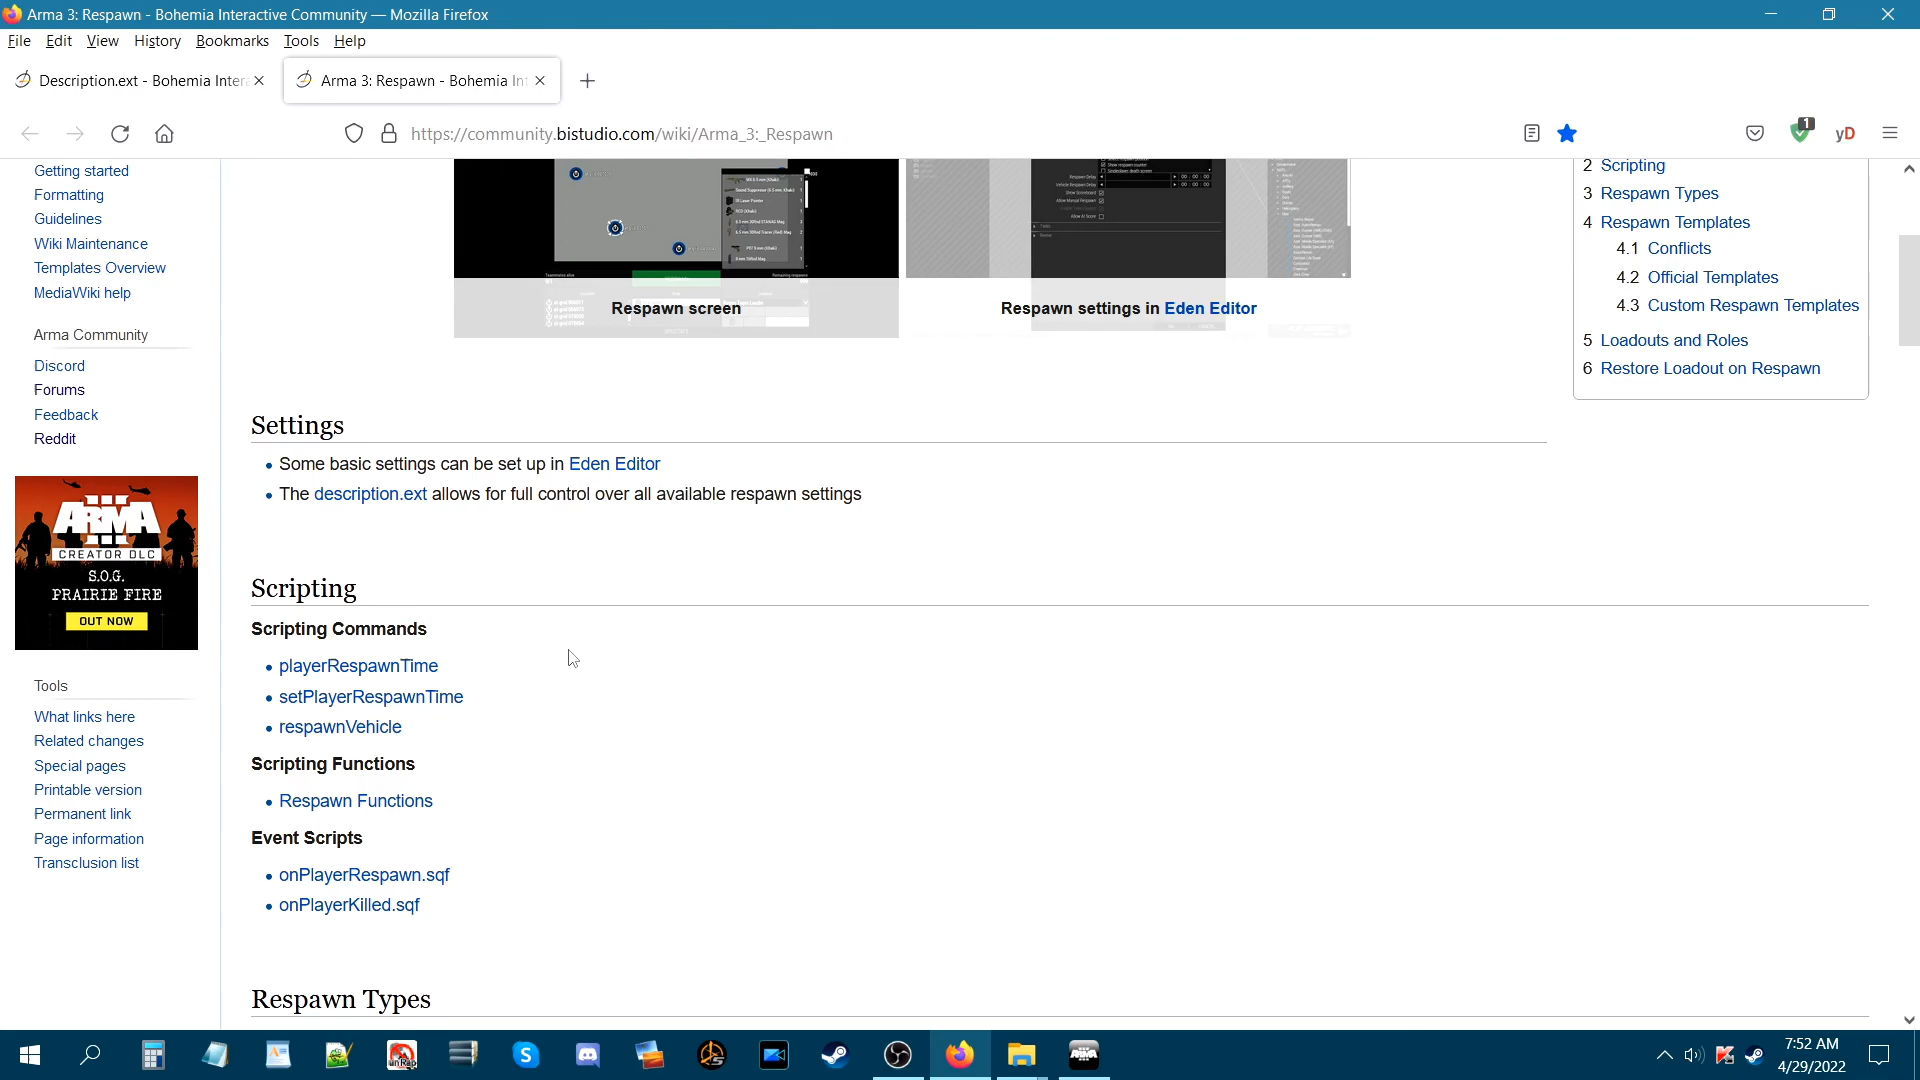 Arma 3: Respawn - Bohemia Interactive Community — Mozilla Firefox
File Edit View History Bookmarks Tools Help
Description.ext - Bohemia Intera
Arma 3: Respawn - Bohemia Int
https://community.bistudio.com/wiki/Arma_3:_Respawn
1
yD
Getting started
Formatting
Guidelines
Wiki Maintenance
Templates Overview
MediaWiki help
Arma Community
Discord
Forums
Feedback
Reddit
ARMA III
CREATOR DLC
S.O.G.
PRAIRIE FIRE
OUT NOW
Tools
What links here
Related changes
Special pages
Printable version
Permanent link
Page information
Transclusion list
Respawn screen
Respawn settings in Eden Editor
2 Scripting
3 Respawn Types
4 Respawn Templates
4.1 Conflicts
4.2 Official Templates
4.3 Custom Respawn Templates
5 Loadouts and Roles
6 Restore Loadout on Respawn
Settings
Some basic settings can be set up in Eden Editor
The description.ext allows for full control over all available respawn settings
Scripting
Scripting Commands
playerRespawnTime
setPlayerRespawnTime
respawnVehicle
Scripting Functions
Respawn Functions
Event Scripts
onPlayerRespawn.sqf
onPlayerKilled.sqf
Respawn Types
7:52 AM
4/29/2022